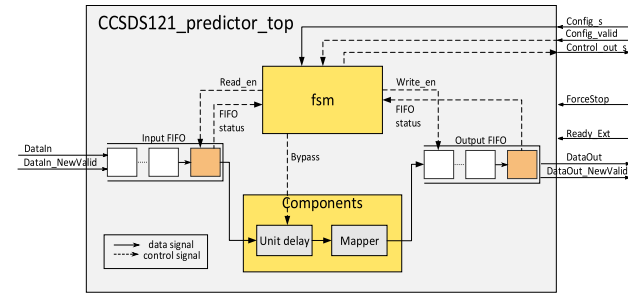 CCSDS121_predictor_top
Config_s
Config_valid
Control_out_s
Read_en
Write_en
fsm
FIFO
status
FIFO
status
ForceStop
Ready_Ext
Input FIFO
Output FIFO
DataIn
DataIn_NewValid
Bypass
DataOut
DataOut_NewValid
Components
Unit delay
Mapper
data signal
control signal